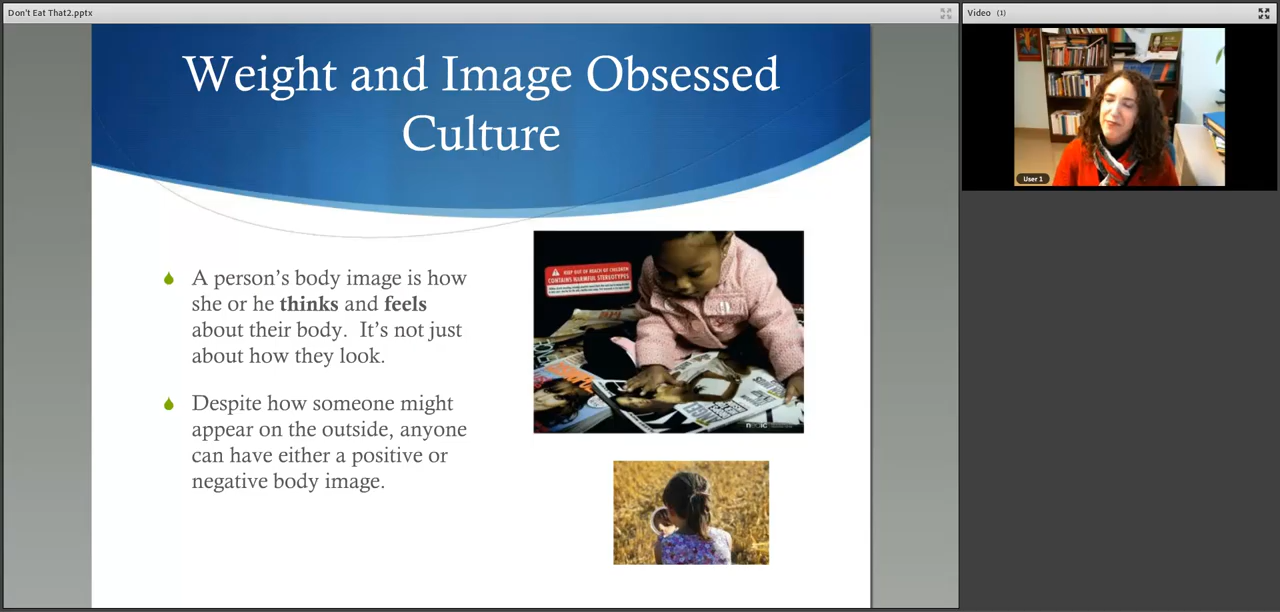 Don't Eat That2.pptx
Video (1)
Weight and Image Obsessed
Culture
A person's body image is how
she or he thinks and feels
about their body. It's not just
about how they look.
Despite how someone might
appear on the outside, anyone
can have either a positive or
negative body image.
KEEP OUT OF REACH OF CHILDREN
CONTAINS HARMFUL STEREOTYPES
User 1